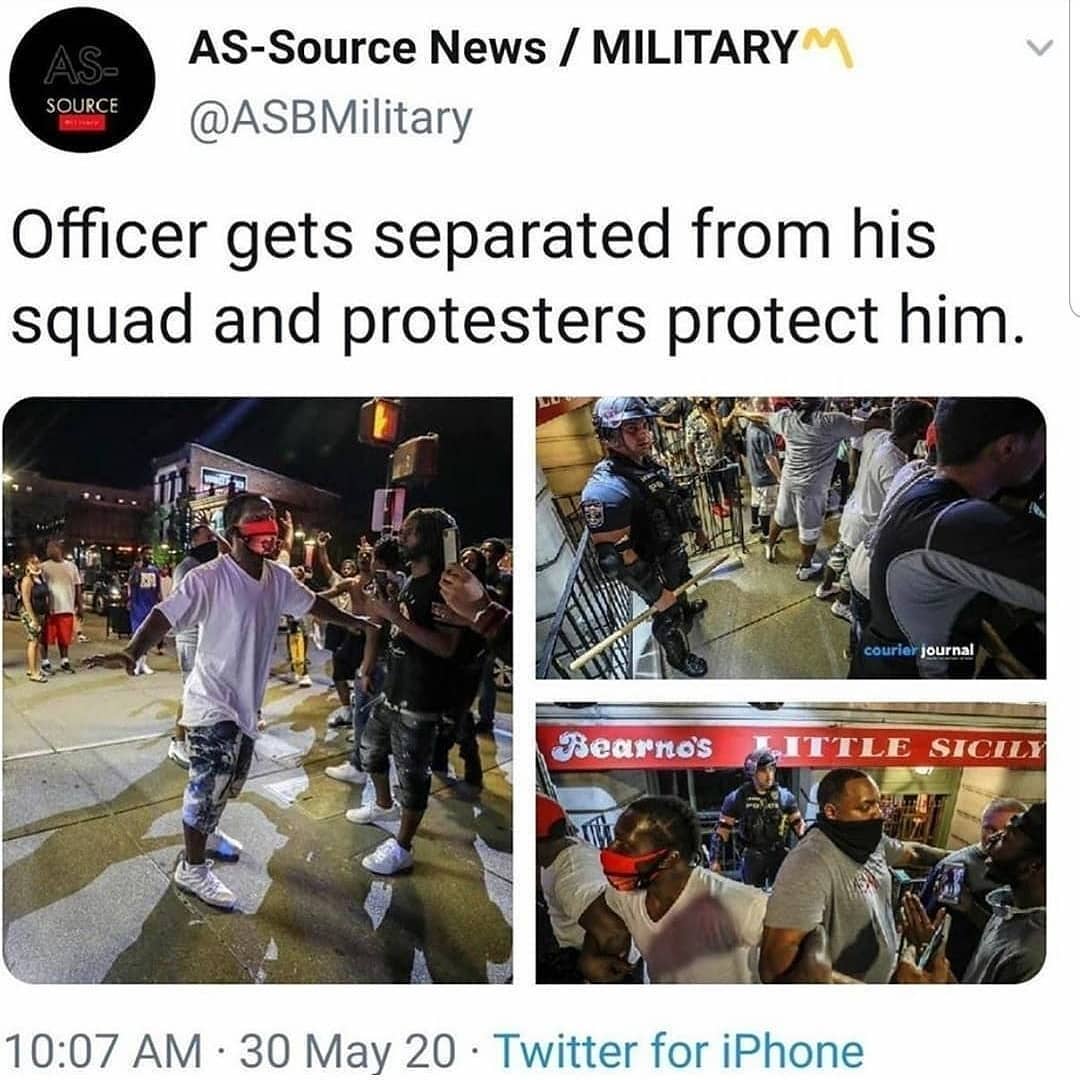 AS-
SOURCE
AS-Source News / MILITARY
@ASBMilitary
Officer gets separated from his
squad and protesters protect him.
courier journal
Bearno's LITTLE SICILY
10:07 AM · 30 May 20 · Twitter for iPhone